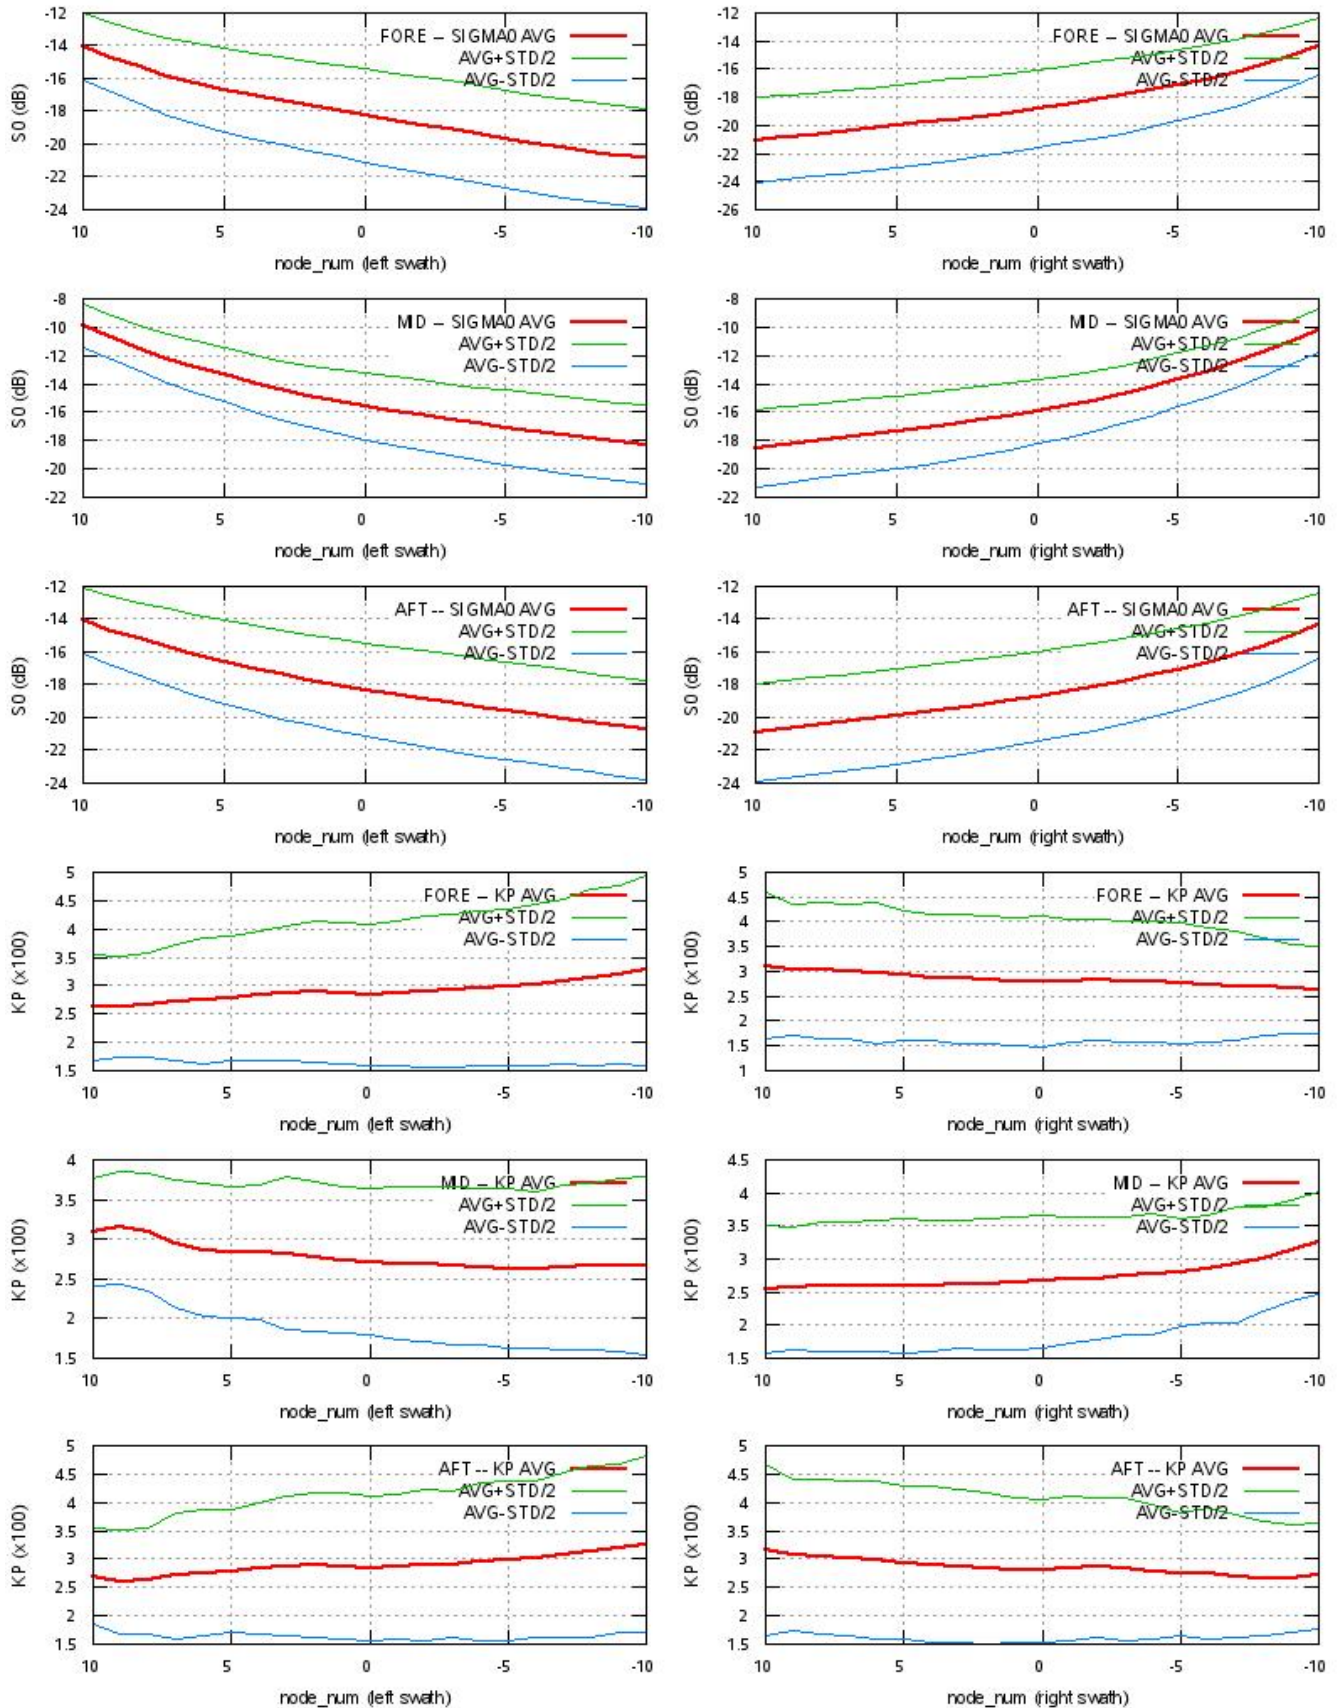 -12
-14
-16
-18
-20
-22
-24
S0 (dB)
FORE -- SIGMA0 AVG
AVG+STD/2
AVG-STD/2
10 5 0 -5 -10
node_num (left swath)
-12
-14
-16
-18
-20
-22
-24
-26
S0 (dB)
FORE -- SIGMA0 AVG
AVG+STD/2
AVG-STD/2
10 5 0 -5 -10
node_num (right swath)
-8
-10
-12
-14
-16
-18
-20
-22
S0 (dB)
MID -- SIGMA0 AVG
AVG+STD/2
AVG-STD/2
10 5 0 -5 -10
node_num (left swath)
-8
-10
-12
-14
-16
-18
-20
-22
S0 (dB)
MID -- SIGMA0 AVG
AVG+STD/2
AVG-STD/2
10 5 0 -5 -10
node_num (right swath)
-12
-14
-16
-18
-20
-22
-24
S0 (dB)
AFT -- SIGMA0 AVG
AVG+STD/2
AVG-STD/2
10 5 0 -5 -10
node_num (left swath)
-12
-14
-16
-18
-20
-22
-24
S0 (dB)
AFT -- SIGMA0 AVG
AVG+STD/2
AVG-STD/2
10 5 0 -5 -10
node_num (right swath)
5
4.5
4
3.5
3
2.5
2
1.5
KP (x100)
FORE -- KP AVG
AVG+STD/2
AVG-STD/2
10 5 0 -5 -10
node_num (left swath)
5
4.5
4
3.5
3
2.5
2
1.5
1
KP (x100)
FORE -- KP AVG
AVG+STD/2
AVG-STD/2
10 5 0 -5 -10
node_num (right swath)
4
3.5
3
2.5
2
1.5
KP (x100)
MID -- KP AVG
AVG+STD/2
AVG-STD/2
10 5 0 -5 -10
node_num (left swath)
4.5
4
3.5
3
2.5
2
1.5
KP (x100)
MID -- KP AVG
AVG+STD/2
AVG-STD/2
10 5 0 -5 -10
node_num (right swath)
5
4.5
4
3.5
3
2.5
2
1.5
KP (x100)
AFT -- KP AVG
AVG+STD/2
AVG-STD/2
10 5 0 -5 -10
node_num (left swath)
5
4.5
4
3.5
3
2.5
2
1.5
KP (x100)
AFT -- KP AVG
AVG+STD/2
AVG-STD/2
10 5 0 -5 -10
node_num (right swath)